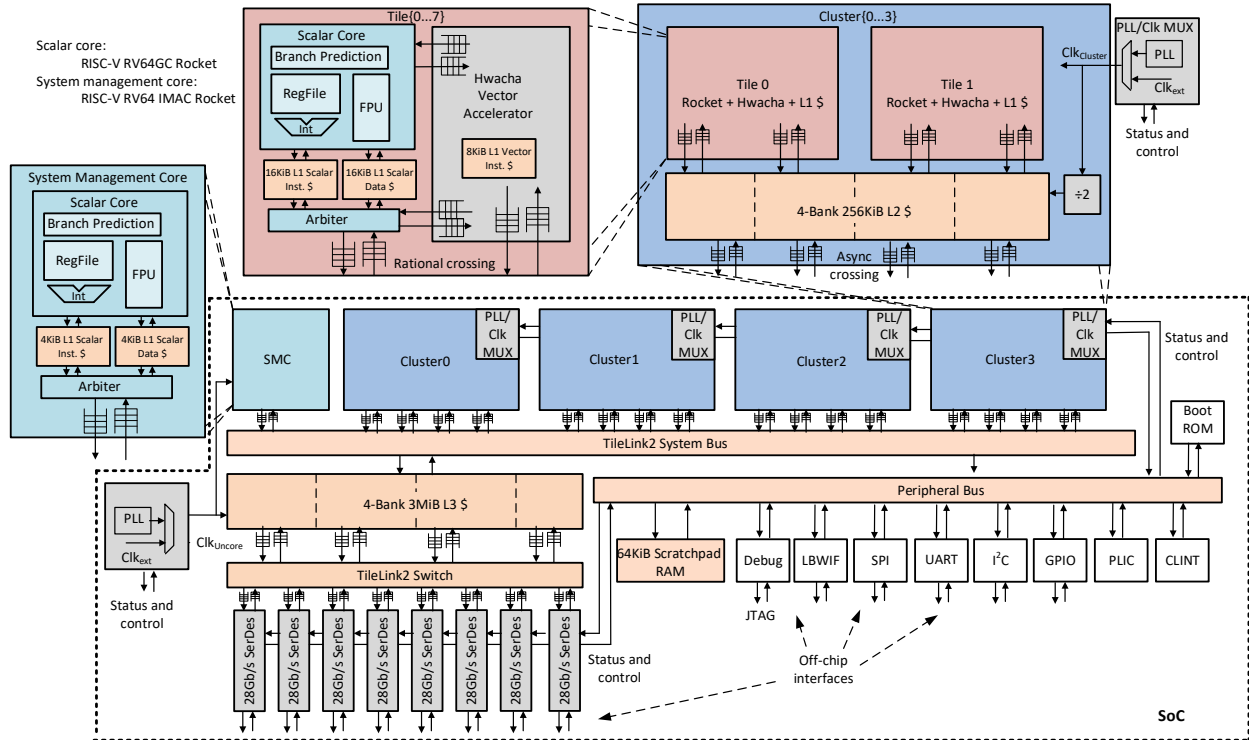 Scalar core:
RISC-V RV64GC Rocket
System management core:
RISC-V RV64 IMAC Rocket
Tile{0...7}
Scalar Core
Branch Prediction
RegFile
Int
FPU
16KiB L1 Scalar
Inst. $
16KiB L1 Scalar
Data $
Arbiter
Hwacha
Vector
Accelerator
8KiB L1 Vector
Inst. $
Rational crossing
Cluster{0...3}
Tile 0
Rocket + Hwacha + L1 $
Tile 1
Rocket + Hwacha + L1 $
4-Bank 256KiB L2 $
÷2
Async
crossing
Clk_Cluster
PLL/Clk MUX
PLL
Clk_ext
Status and
control
System Management Core
Scalar Core
Branch Prediction
RegFile
Int
FPU
4KiB L1 Scalar
Inst. $
4KiB L1 Scalar
Data $
Arbiter
SMC
Cluster0
PLL/
Clk
MUX
Cluster1
PLL/
Clk
MUX
Cluster2
PLL/
Clk
MUX
Cluster3
PLL/
Clk
MUX
Status and
control
TileLink2 System Bus
Boot
ROM
4-Bank 3MiB L3 $
Peripheral Bus
PLL
Clk_ext
Clk_Uncore
Status and
control
TileLink2 Switch
64KiB Scratchpad
RAM
Debug
LBWIF
SPI
UART
I²C
GPIO
PLIC
CLINT
JTAG
28Gb/s SerDes
28Gb/s SerDes
28Gb/s SerDes
28Gb/s SerDes
28Gb/s SerDes
28Gb/s SerDes
28Gb/s SerDes
28Gb/s SerDes
Status and
control
Off-chip
interfaces
SoC